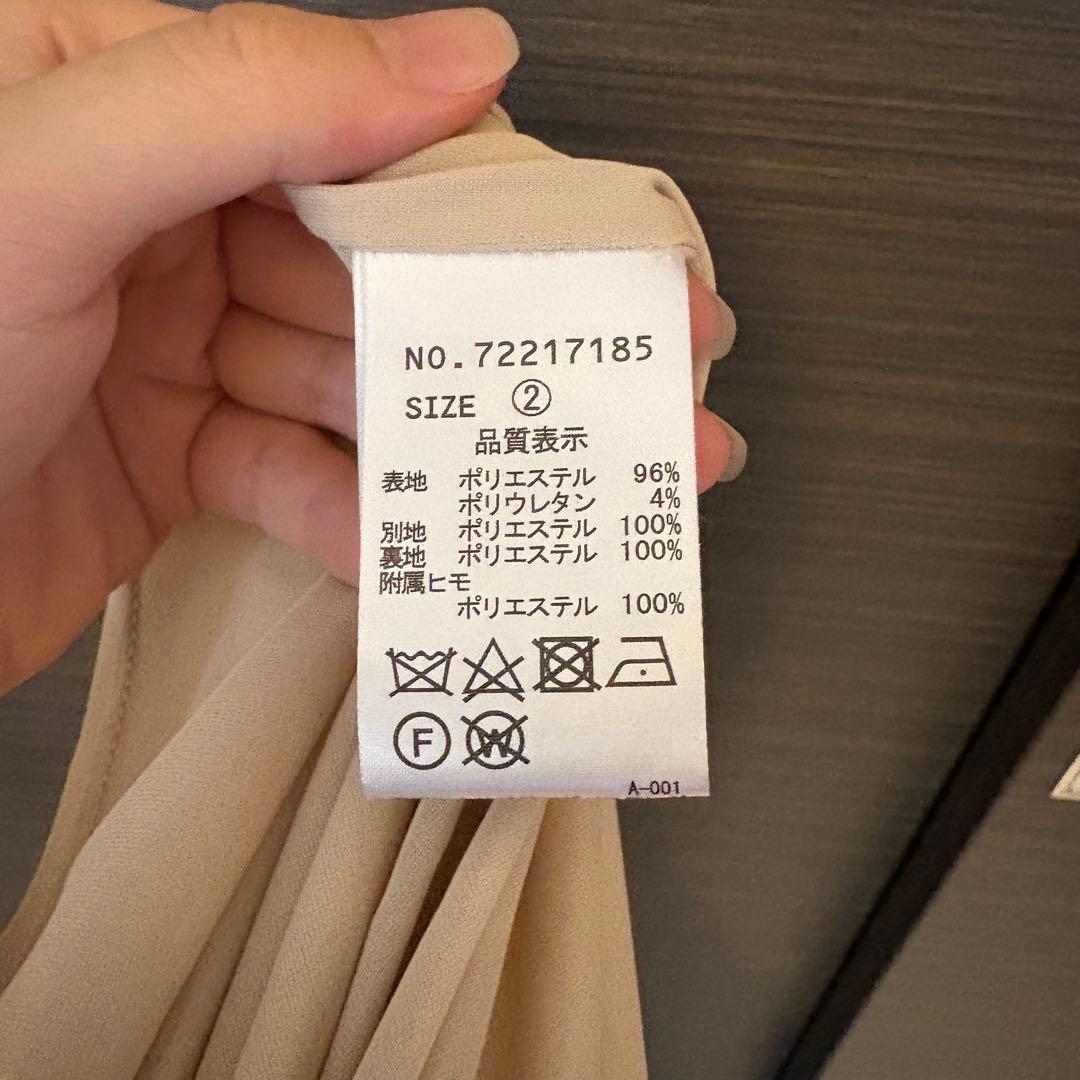 NO.72217185
SIZE ②
品質表示
表地 ポリエステル 96%
ポリウレタン 4%
別地 ポリエステル 100%
裏地 ポリエステル 100%
附属ヒモ
ポリエステル 100%
F W
A-001